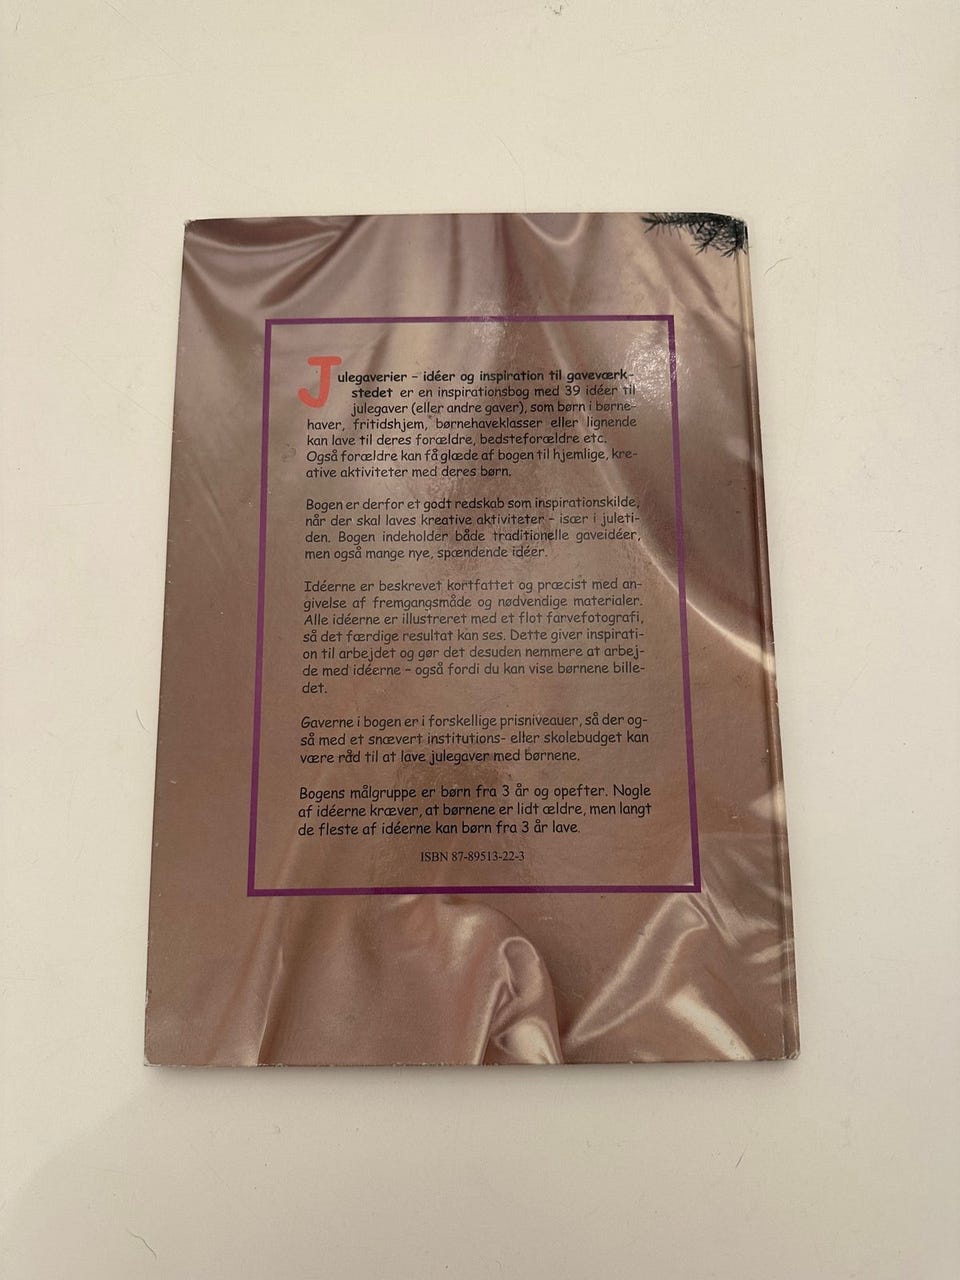 Julegaverier – idéer og inspiration til gaveværk-
stedet er en inspirationsbog med 39 idéer til
julegaver (eller andre gaver), som børn i børne-
haver, fritidshjem, børnehaveklasser eller lignende
kan lave til deres forældre, bedsteforældre etc.
Også forældre kan få glæde af bogen til hjemlige, kre-
ative aktiviteter med deres børn.
Bogen er derfor et godt redskab som inspirationskilde,
når der skal laves kreative aktiviteter – især i juleti-
den. Bogen indeholder både traditionelle gaveidéer,
men også mange nye, spændende idéer.
Idéerne er beskrevet kortfattet og præcist med an-
givelse af fremgangsmåde og nødvendige materialer.
Alle idéerne er illustreret med et flot farvefotografi,
så det færdige resultat kan ses. Dette giver inspirati-
on til arbejdet og gør det desuden nemmere at arbej-
de med idéerne – også fordi du kan vise børnene bille-
det.
Gaverne i bogen er i forskellige prisniveauer, så der og-
så med et snævert institutions- eller skolebudget kan
være råd til at lave julegaver med børnene.
Bogens målgruppe er børn fra 3 år og opefter. Nogle
af idéerne kræver, at børnene er lidt ældre, men langt
de fleste af idéerne kan børn fra 3 år lave.
ISBN 87-89513-22-3